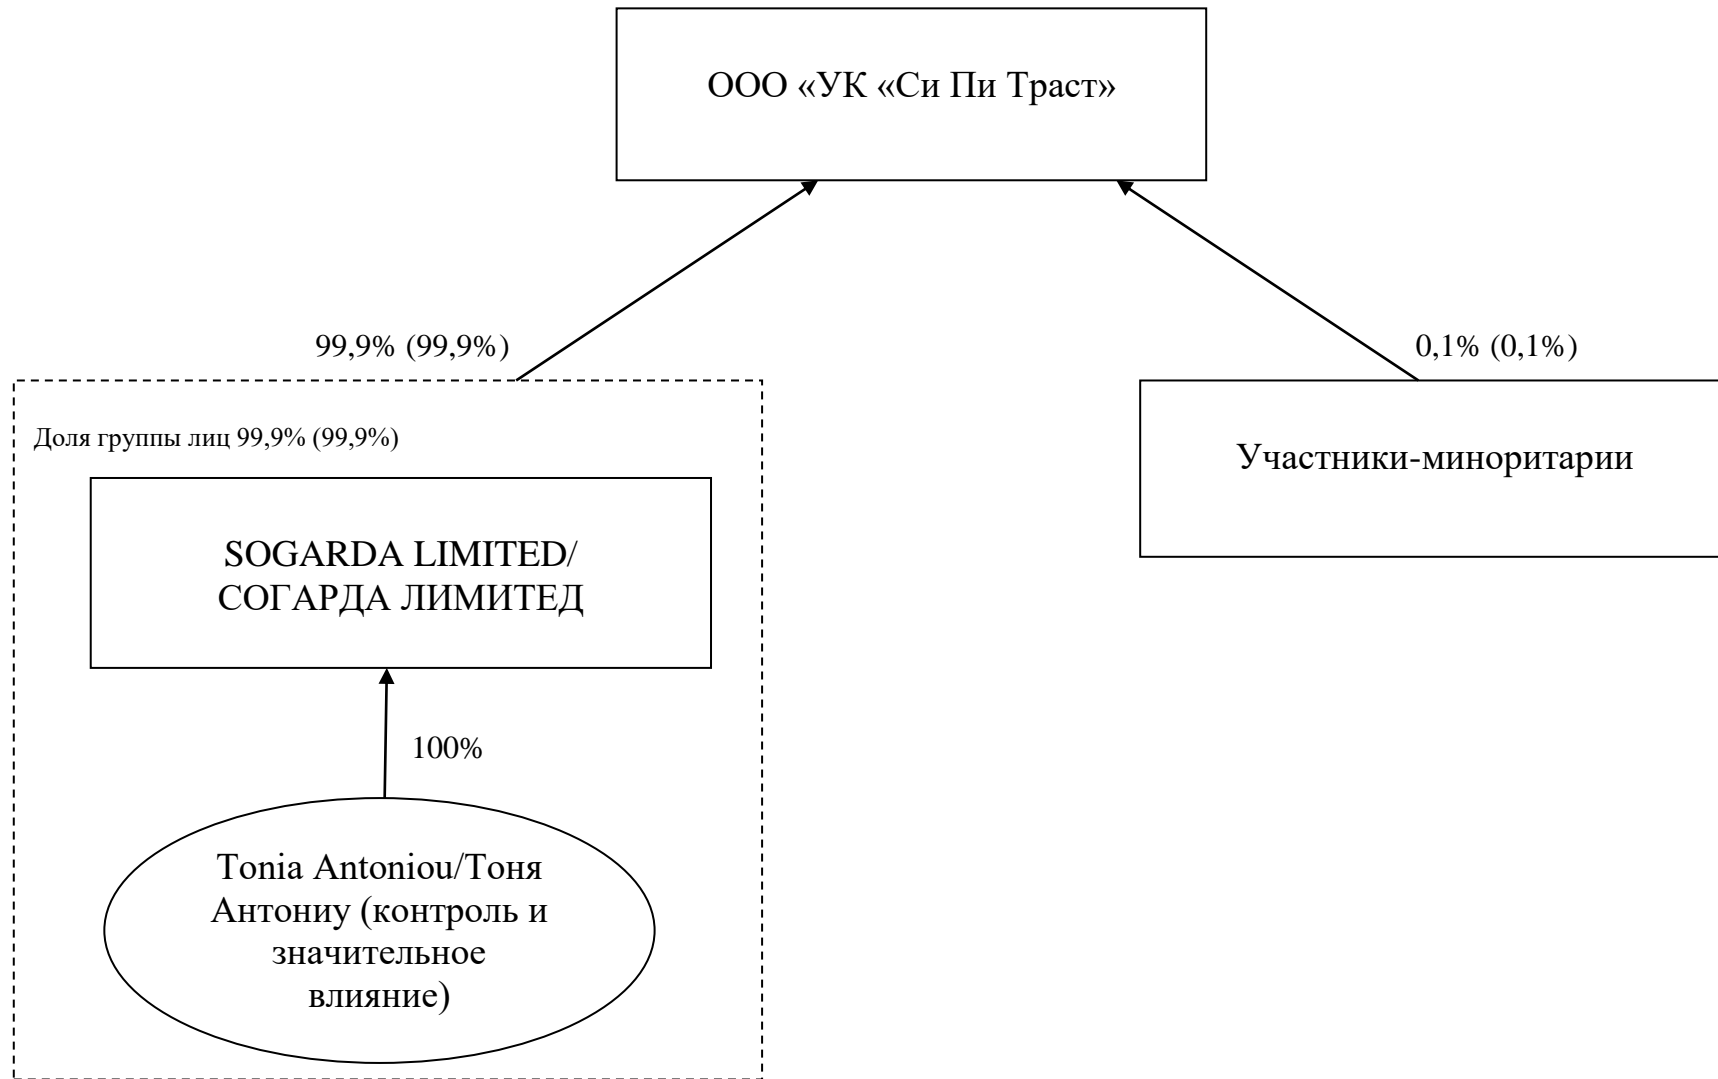 ООО «УК «Си Пи Траст»
99,9% (99,9%)
0,1% (0,1%)
Доля группы лиц 99,9% (99,9%)
Участники-миноритарии
SOGARDA LIMITED/
СОГАРДА ЛИМИТЕД
100%
Tonia Antoniou/Тоня
Антониу (контроль и
значительное
влияние)